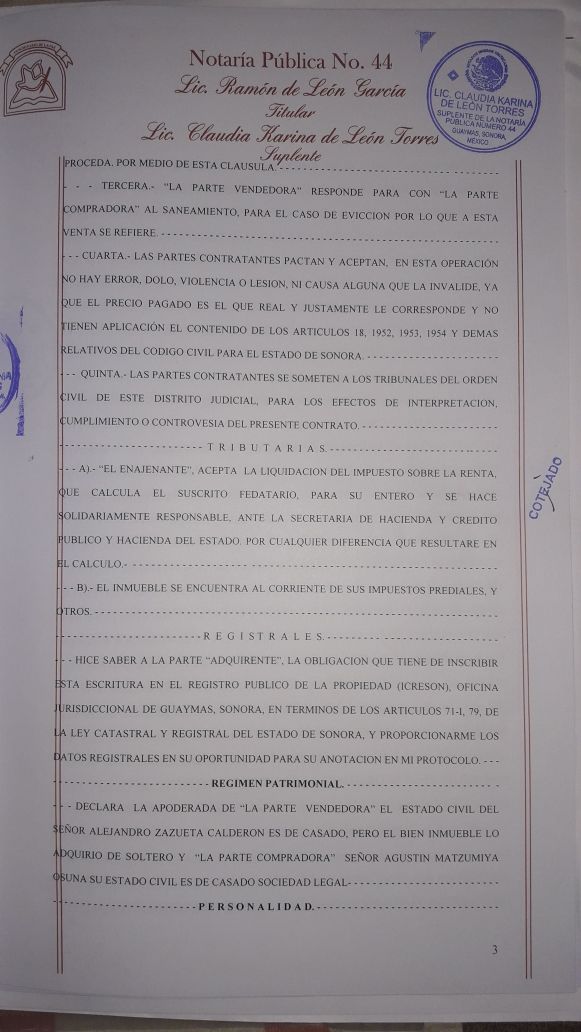 Notaría Pública No. 44
Lic. Ramón de León García
Titular
Lic. Claudia Karina de León Torres
Suplente
LIC. CLAUDIA KARINA
DE LEÓN TORRES
SUPLENTE DE LA NOTARÍA
PUBLICA NUMERO 44
GUAYMAS, SONORA,
MÉXICO
PROCEDA. POR MEDIO DE ESTA CLAUSULA.- - - - - - - - - - - - - - - - - - - - - - - - - - - - - - - - - - -
- - - TERCERA.- “LA PARTE VENDEDORA” RESPONDE PARA CON “LA PARTE
COMPRADORA” AL SANEAMIENTO, PARA EL CASO DE EVICCION POR LO QUE A ESTA
VENTA SE REFIERE. - - - - - - - - - - - - - - - - - - - - - - - - - - - - - - - - - - - - - - - - - - - - - - - - - -
- - - CUARTA.- LAS PARTES CONTRATANTES PACTAN Y ACEPTAN, EN ESTA OPERACIÓN
NO HAY ERROR, DOLO, VIOLENCIA O LESION, NI CAUSA ALGUNA QUE LA INVALIDE, YA
QUE EL PRECIO PAGADO ES EL QUE REAL Y JUSTAMENTE LE CORRESPONDE Y NO
TIENEN APLICACIÓN EL CONTENIDO DE LOS ARTICULOS 18, 1952, 1953, 1954 Y DEMAS
RELATIVOS DEL CODIGO CIVIL PARA EL ESTADO DE SONORA. - - - - - - - - - - - - - - - - - - - -
- - - QUINTA.- LAS PARTES CONTRATANTES SE SOMETEN A LOS TRIBUNALES DEL ORDEN
CIVIL DE ESTE DISTRITO JUDICIAL, PARA LOS EFECTOS DE INTERPRETACION,
CUMPLIMIENTO O CONTROVESIA DEL PRESENTE CONTRATO. - - - - - - - - - - - - - - - - - - - -
- - - - - - - - - - - - - - - - - - - - - - T R I B U T A R I A S. - - - - - - - - - - - - - - - - - - - - - - - - -
- - - A).- “EL ENAJENANTE”, ACEPTA LA LIQUIDACION DEL IMPUESTO SOBRE LA RENTA,
QUE CALCULA EL SUSCRITO FEDATARIO, PARA SU ENTERO Y SE HACE
SOLIDARIAMENTE RESPONSABLE, ANTE LA SECRETARIA DE HACIENDA Y CREDITO
PUBLICO Y HACIENDA DEL ESTADO. POR CUALQUIER DIFERENCIA QUE RESULTARE EN
EL CALCULO.- - - - - - - - - - - - - - - - - - - - - - - - - - - - - - - - - - - - - - - - - - - - - - - - - - - - - -
- - - B).- EL INMUEBLE SE ENCUENTRA AL CORRIENTE DE SUS IMPUESTOS PREDIALES, Y
OTROS. - - - - - - - - - - - - - - - - - - - - - - - - - - - - - - - - - - - - - - - - - - - - - - - - - - - - - - - - - -
- - - - - - - - - - - - - - - - - - - - - - R E G I S T R A L E S. - - - - - - - - - - - - - - - - - - - - - - - - -
- - - HICE SABER A LA PARTE “ADQUIRENTE”, LA OBLIGACION QUE TIENE DE INSCRIBIR
ESTA ESCRITURA EN EL REGISTRO PUBLICO DE LA PROPIEDAD (ICRESON), OFICINA
JURISDICCIONAL DE GUAYMAS, SONORA, EN TERMINOS DE LOS ARTICULOS 71-I, 79, DE
LA LEY CATASTRAL Y REGISTRAL DEL ESTADO DE SONORA, Y PROPORCIONARME LOS
DATOS REGISTRALES EN SU OPORTUNIDAD PARA SU ANOTACION EN MI PROTOCOLO. - - -
- - - - - - - - - - - - - - - - - - - - - - - REGIMEN PATRIMONIAL. - - - - - - - - - - - - - - - - - - - - - -
- - - DECLARA LA APODERADA DE “LA PARTE VENDEDORA” EL ESTADO CIVIL DEL
SEÑOR ALEJANDRO ZAZUETA CALDERON ES DE CASADO, PERO EL BIEN INMUEBLE LO
ADQUIRIO DE SOLTERO Y “LA PARTE COMPRADORA” SEÑOR AGUSTIN MATZUMIYA
OSUNA SU ESTADO CIVIL ES DE CASADO SOCIEDAD LEGAL- - - - - - - - - - - - - - - - - - - - - - -
- - - - - - - - - - - - - - - - - - - - - P E R S O N A L I D A D. - - - - - - - - - - - - - - - - - - - - - - - - - -
COTEJADO
3